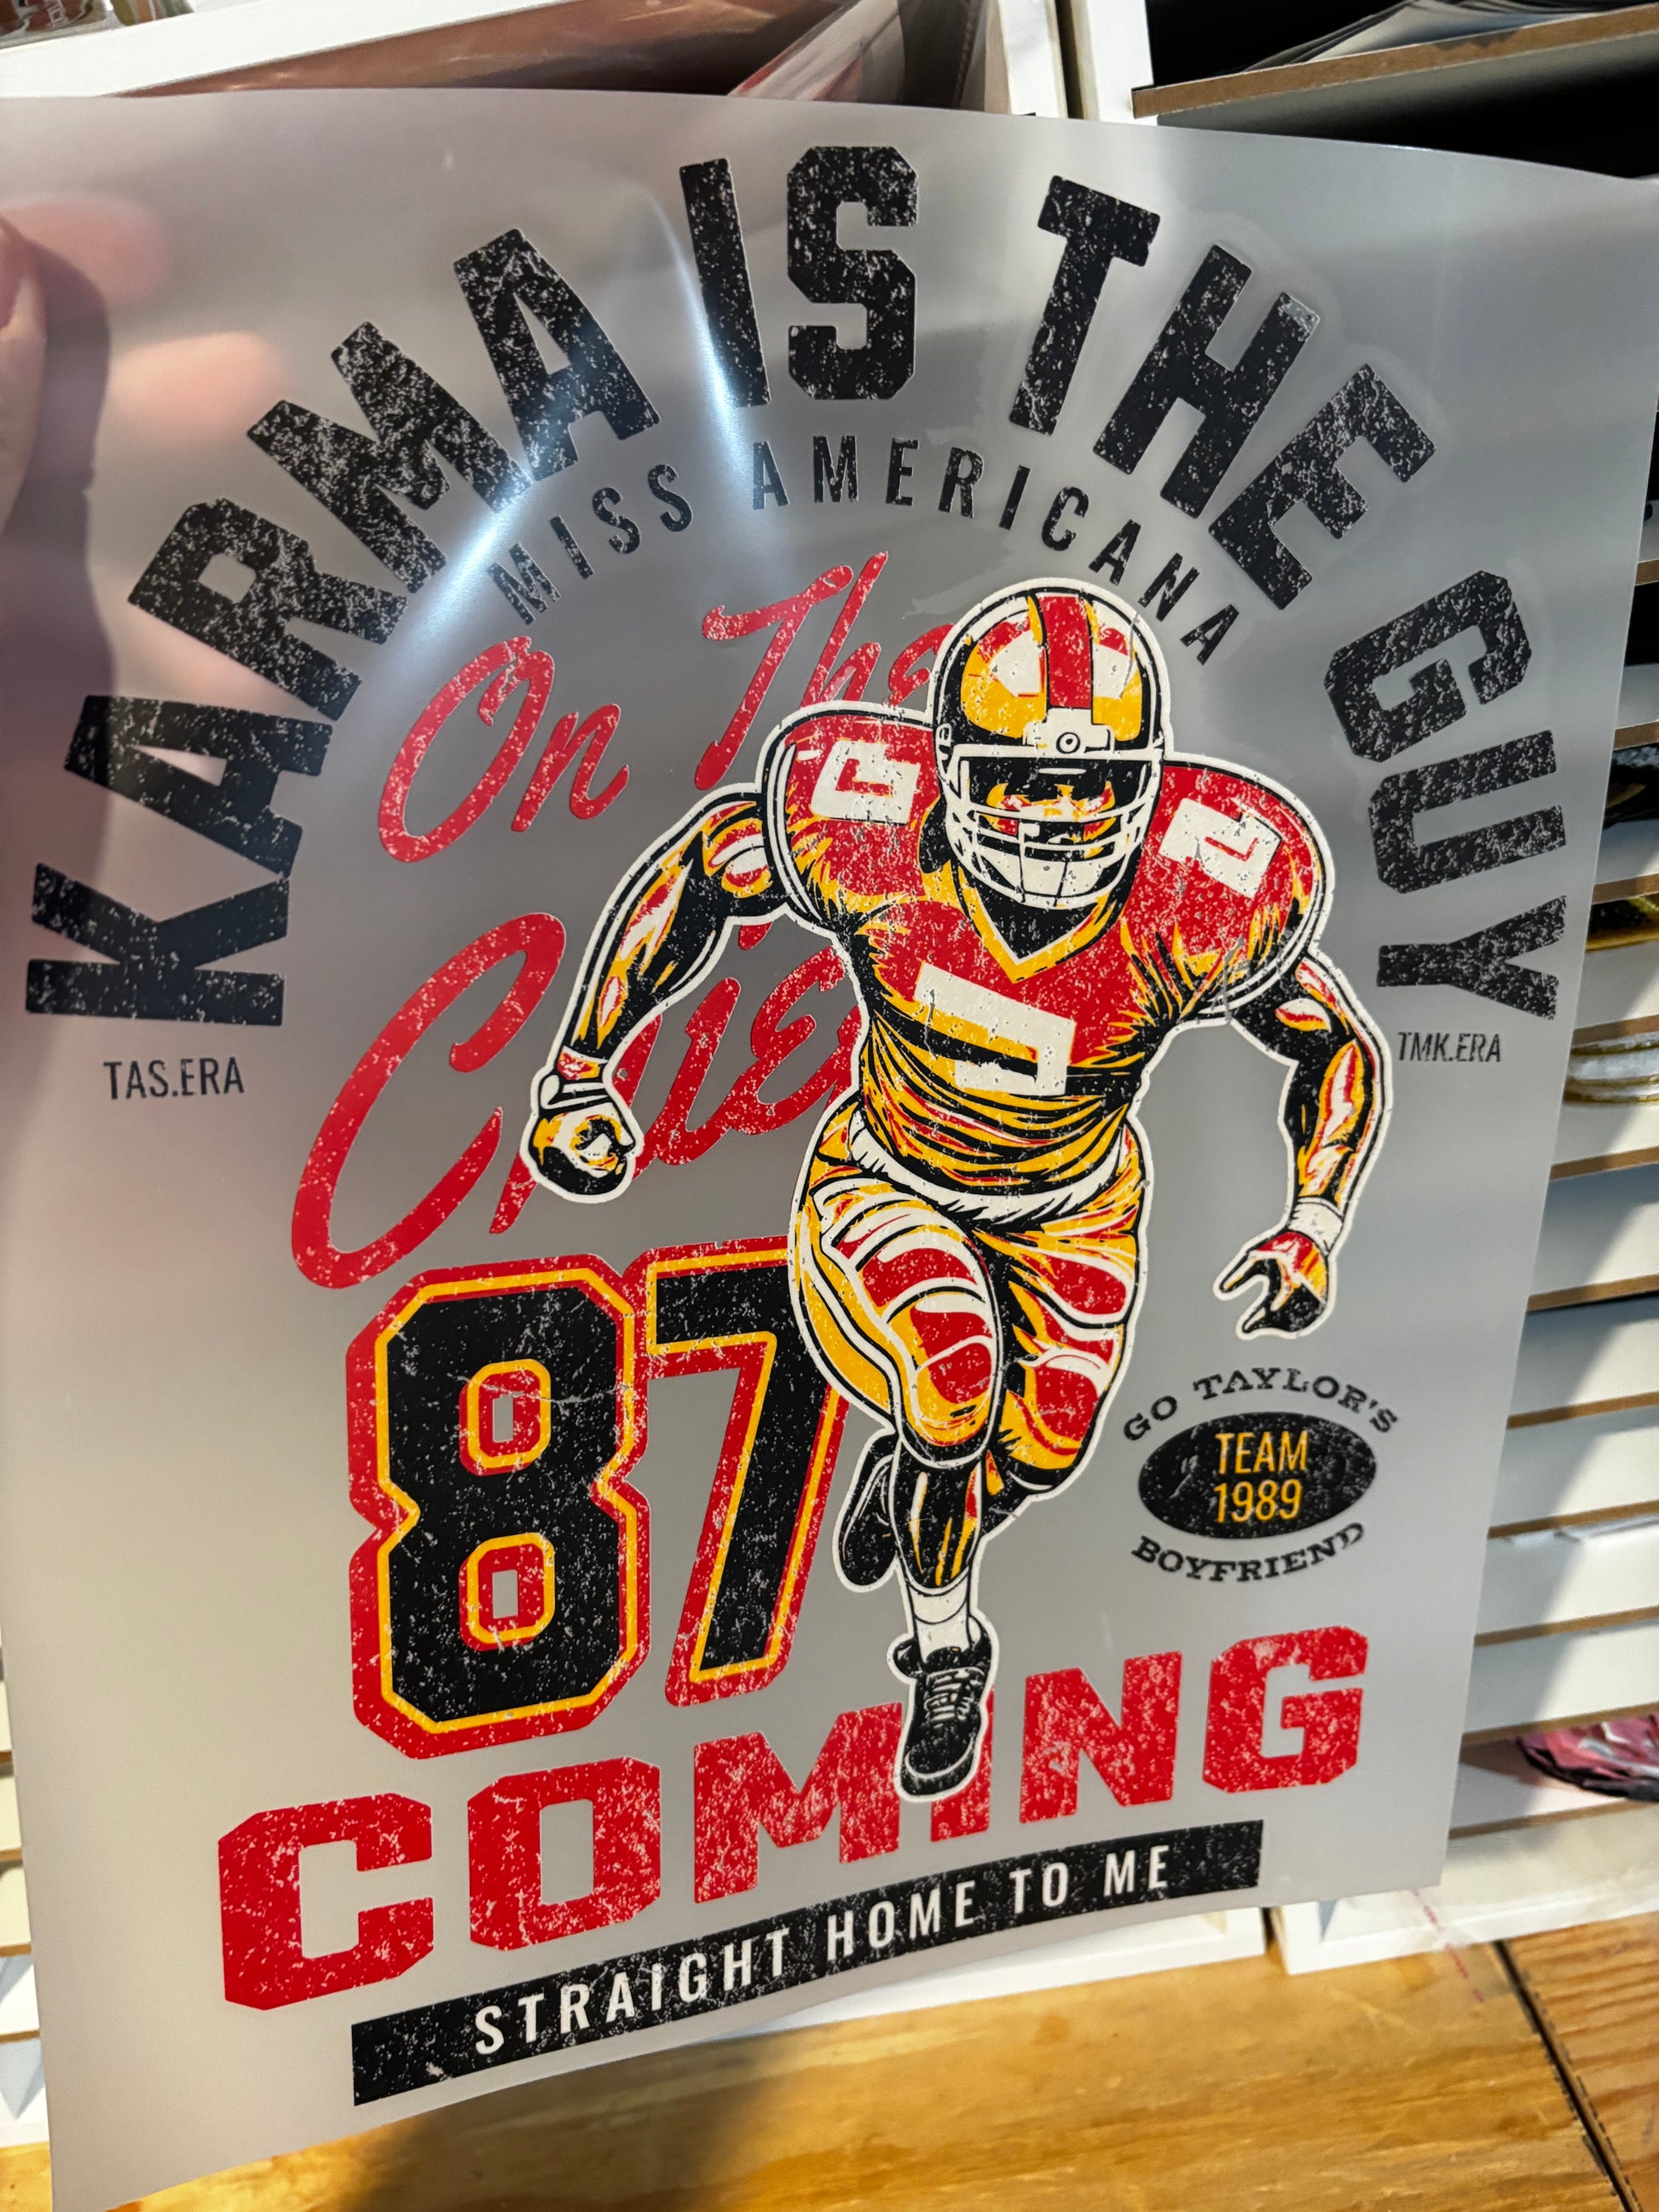 KARMA IS THE GUY
MISS AMERICANA
On The
Chie
TAS.ERA
TMK.ERA
87
GO TAYLOR'S
TEAM
1989
BOYFRIEND
COMING
STRAIGHT HOME TO ME